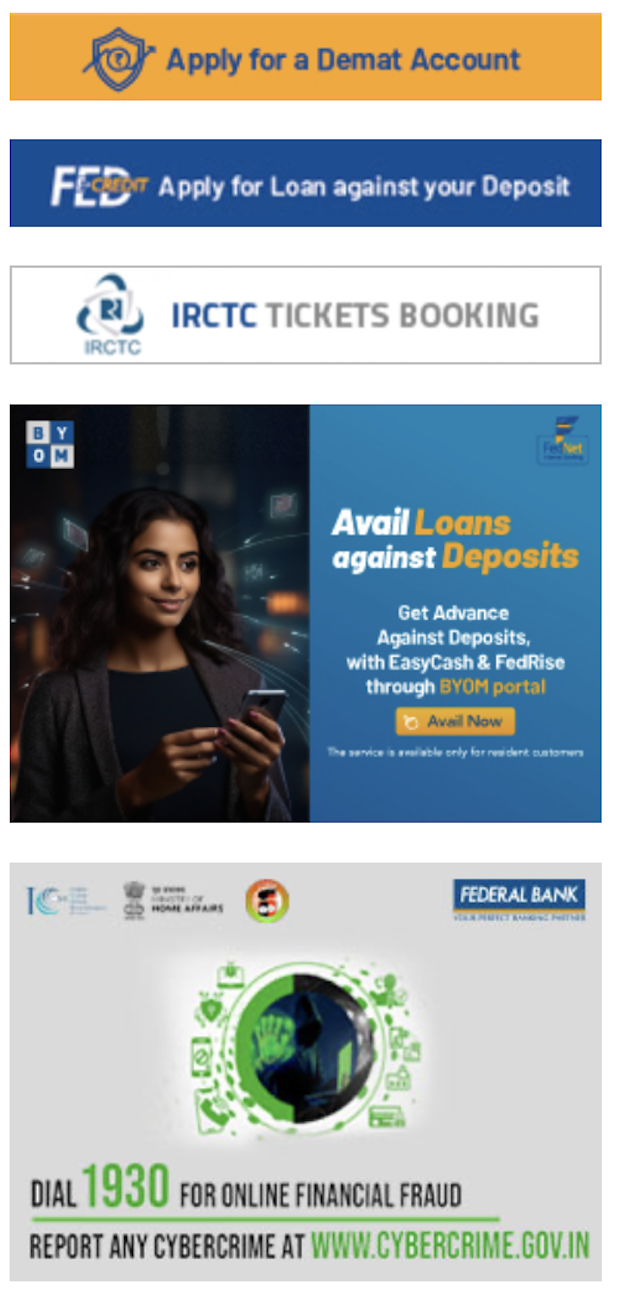 Apply for a Demat Account
FED E-CREDIT Apply for Loan against your Deposit
IRCTC
IRCTC TICKETS BOOKING
B Y
O M
FedNet
Avail Loans
against Deposits
Get Advance
Against Deposits,
with EasyCash & FedRise
through BYOM portal
Avail Now
The service is available only for resident customers
MINISTRY OF
HOME AFFAIRS
FEDERAL BANK
YOUR PERFECT BANKING PARTNER
DIAL 1930 FOR ONLINE FINANCIAL FRAUD
REPORT ANY CYBERCRIME AT WWW.CYBERCRIME.GOV.IN